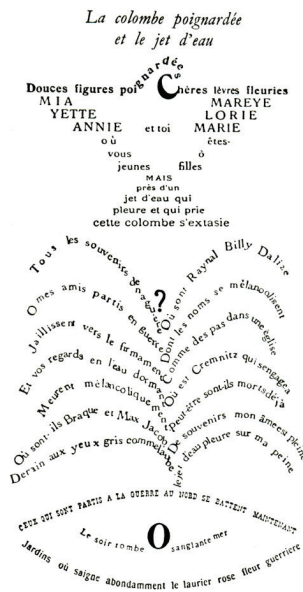 La colombe poignardée
et le jet d'eau
Douces figures poignardées Chères lèvres fleuries
MIA MAREYE
YETTE LORIE
ANNIE et toi MARIE
où êtes-
vous ô
jeunes filles
MAIS
près d'un
jet d'eau qui
pleure et qui prie
cette colombe s'extasie
Tous les souvenirs de naguère
O mes amis partis en guerre
Jaillissent vers le firmament
Et vos regards en l'eau dormant
Meurent mélancoliquement
Où sont-ils Braque et Max Jacob
Derain aux yeux gris comme l'aube
?
Où sont Raynal Billy Dalize
Dont les noms se mélancolisent
Comme des pas dans une église
Où est Cremnitz qui s'engagea
Peut-être sont-ils morts déjà
De souvenirs mon âme est pleine
Le jet d'eau pleure sur ma peine
CEUX QUI SONT PARTIS A LA GUERRE AU NORD SE BATTENT MAINTENANT
Le soir tombe O sanglante mer
Jardins où saigne abondamment le laurier rose fleur guerrière